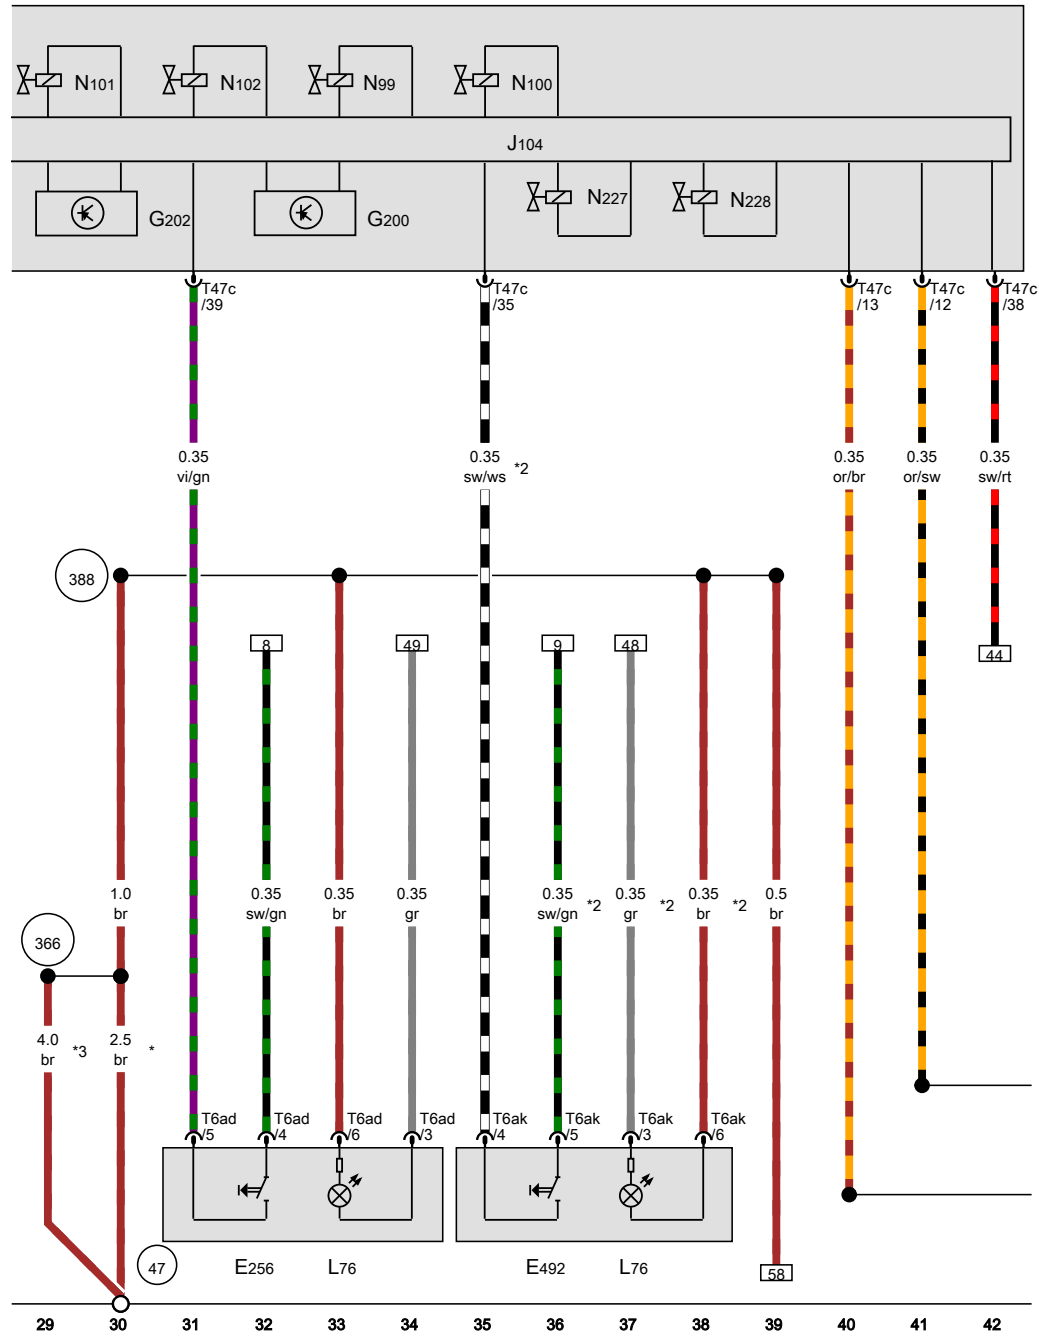 N101
N102
N99
N100
J104
G202
G200
N227
N228
T47c
/39
T47c
/35
T47c
/13
T47c
/12
T47c
/38
0.35
vi/gn
0.35
sw/ws
*2
0.35
or/br
0.35
or/sw
0.35
sw/rt
388
8
49
9
48
44
1.0
br
0.35
sw/gn
0.35
br
0.35
gr
0.35
sw/gn
*2
0.35
gr
*2
0.35
br
*2
0.5
br
366
4.0
br
*3
2.5
br
*
T6ad
/5
T6ad
/4
T6ad
/6
T6ad
/3
T6ak
/4
T6ak
/5
T6ak
/3
T6ak
/6
47
E256
L76
E492
L76
58
29 30 31 32 33 34 35 36 37 38 39 40 41 42